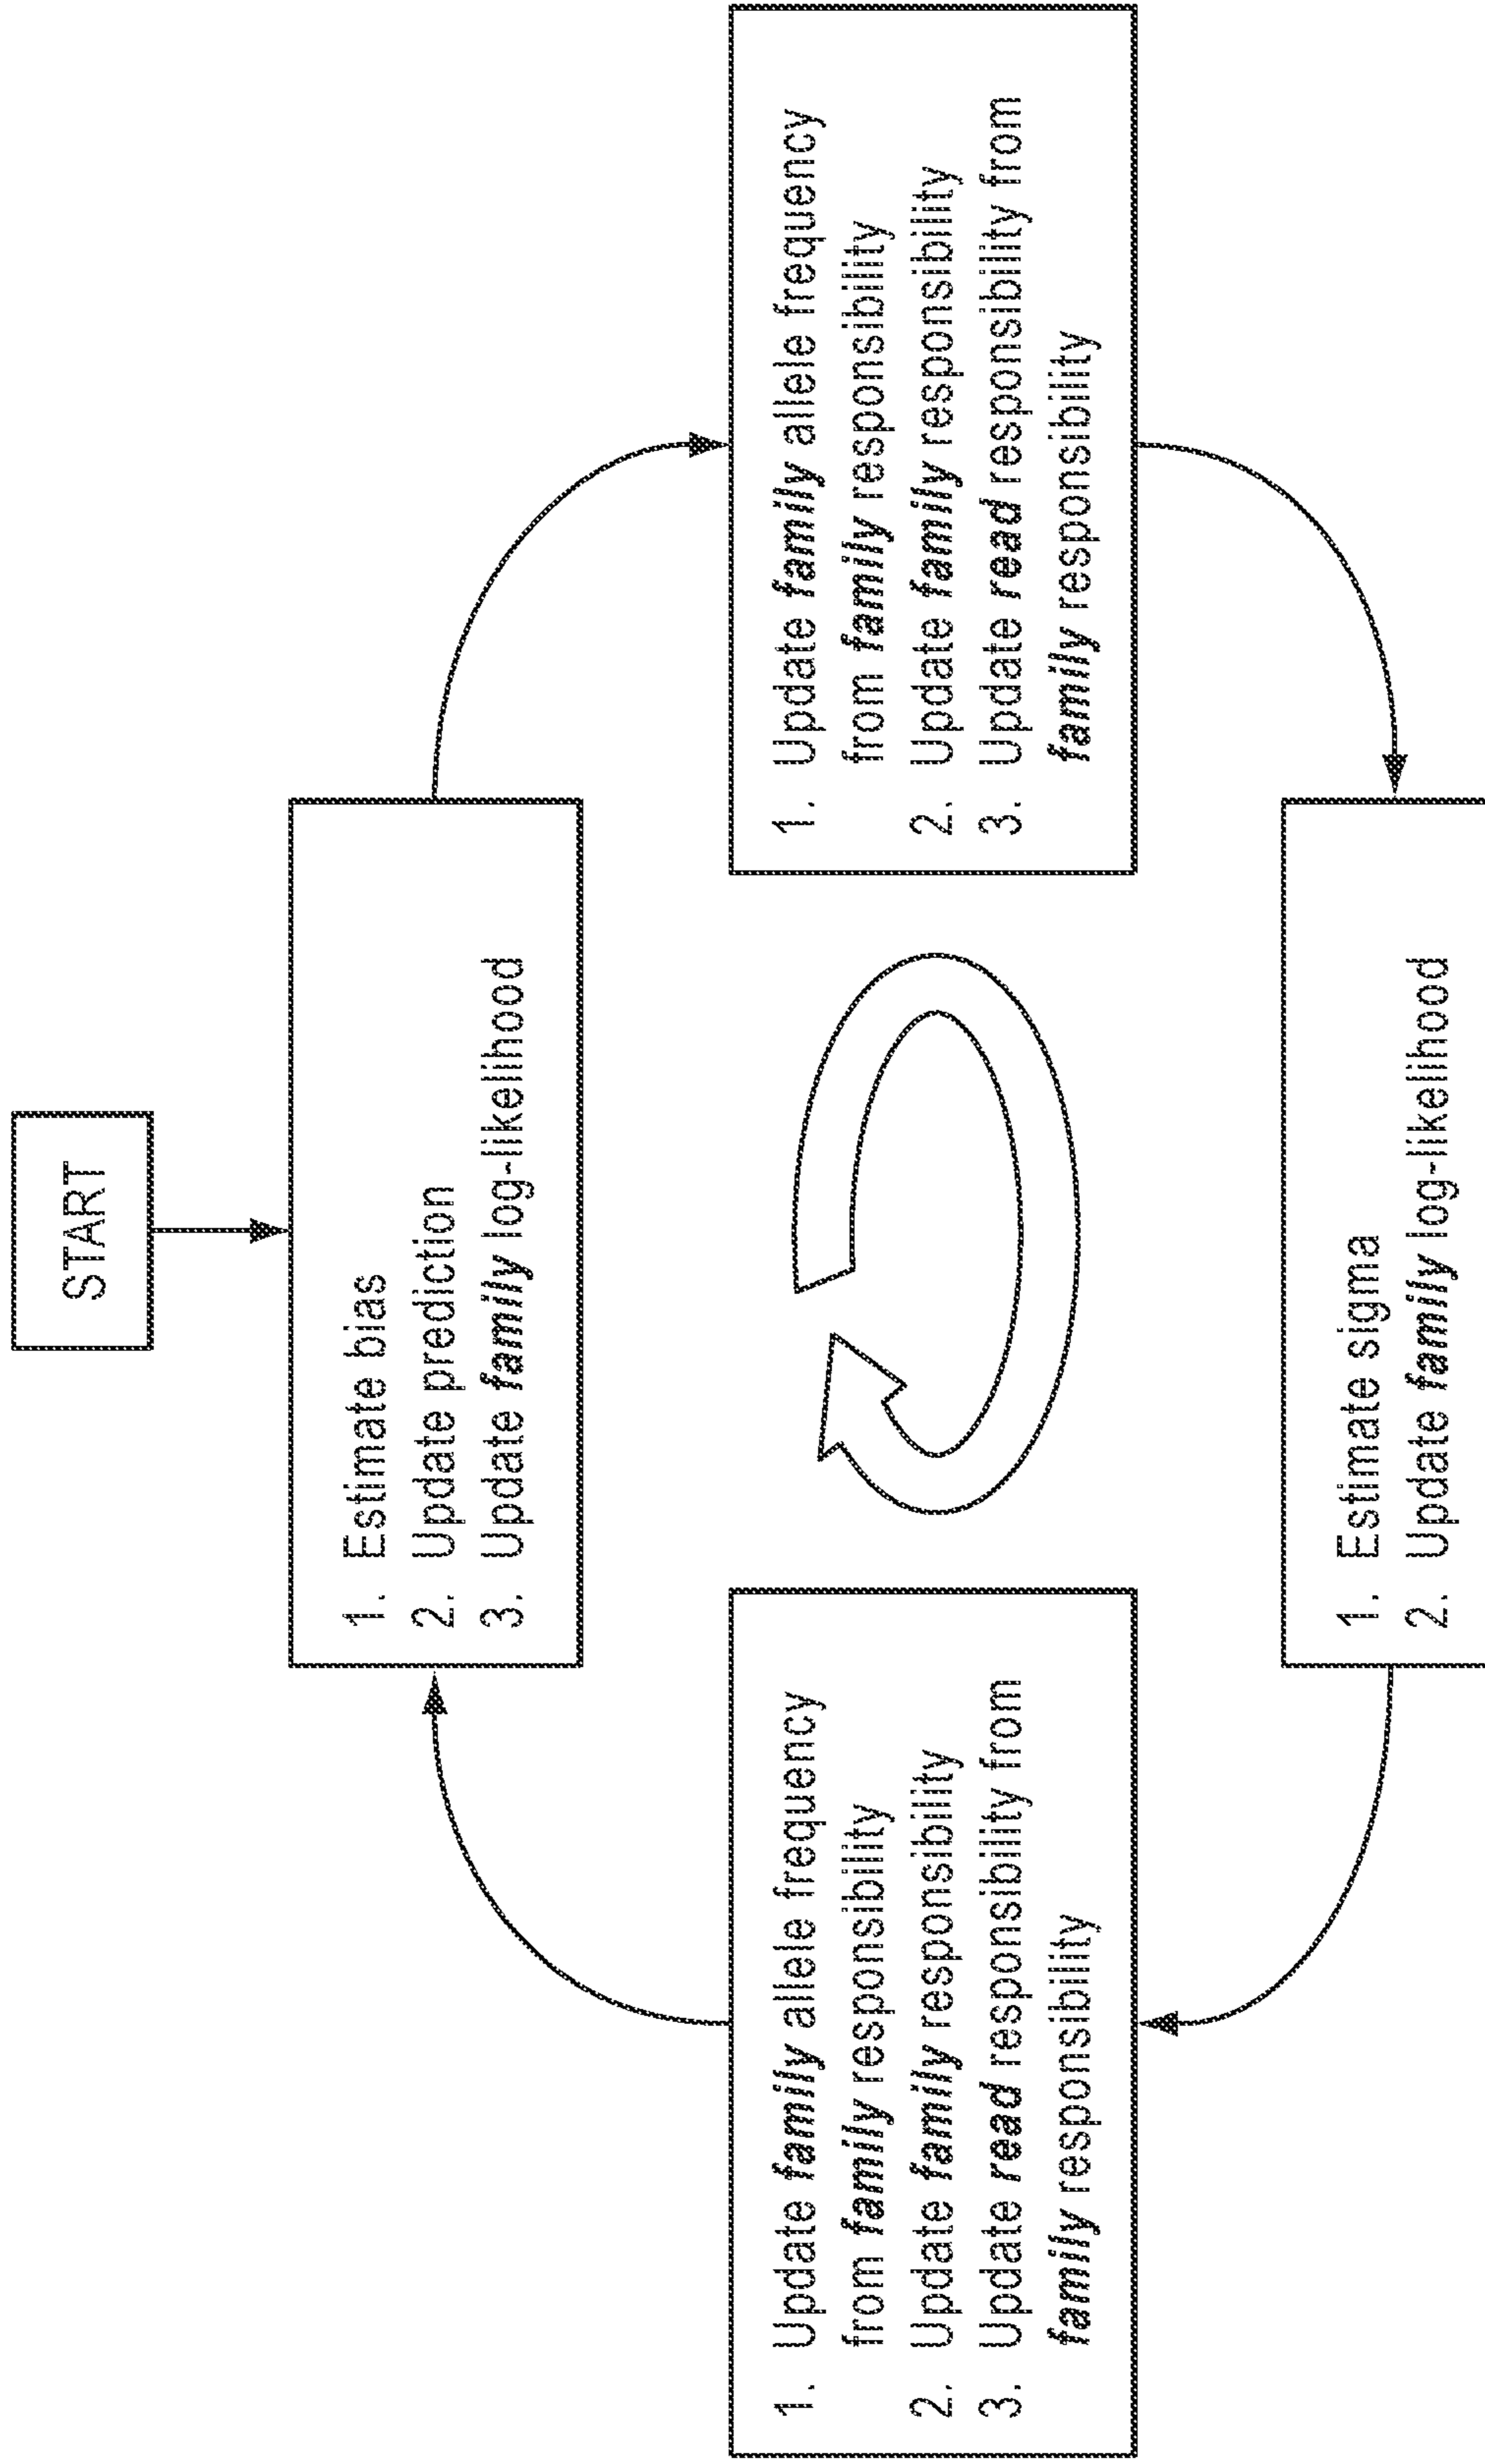 START
1. Estimate bias
2. Update prediction
3. Update family log-likelihood
1. Update family allele frequency
from family responsibility
2. Update family responsibility
3. Update read responsibility from
family responsibility
1. Estimate sigma
2. Update family log-likelihood
1. Update family allele frequency
from family responsibility
2. Update family responsibility
3. Update read responsibility from
family responsibility